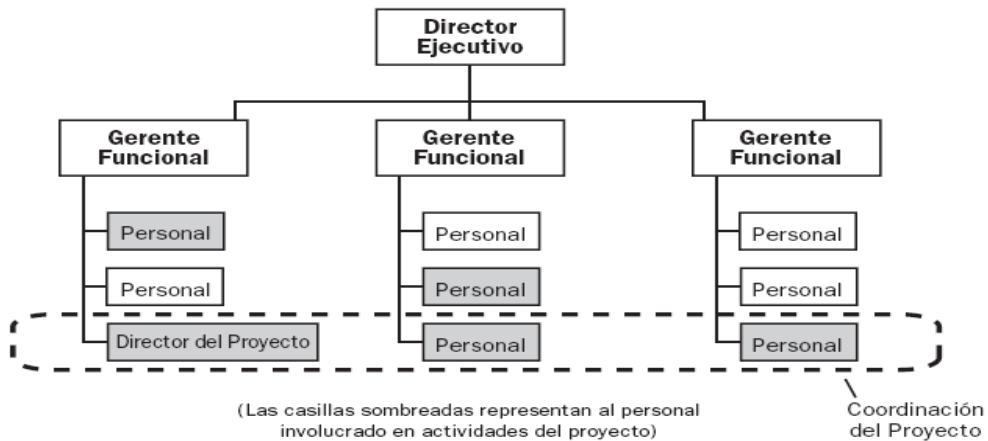 Director
Ejecutivo
Gerente
Funcional
Gerente
Funcional
Gerente
Funcional
Personal
Personal
Personal
Personal
Personal
Personal
Director del Proyecto
Personal
Personal
(Las casillas sombreadas representan al personal
involucrado en actividades del proyecto)
Coordinación
del Proyecto